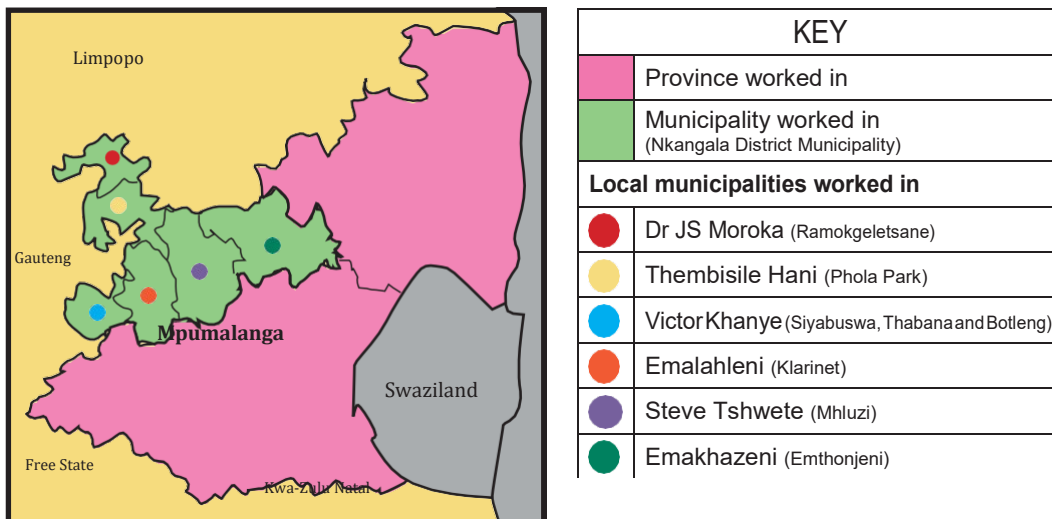 Limpopo
Gauteng
Mpumalanga
Swaziland
Free State
Kwa-Zulu Natal
KEY
Province worked in
Municipality worked in
(Nkangala District Municipality)
Local municipalities worked in
Dr JS Moroka (Ramokgeletsane)
Thembisile Hani (Phola Park)
Victor Khanye (Siyabuswa, Thabana and Botleng)
Emalahleni (Klarinet)
Steve Tshwete (Mhluzi)
Emakhazeni (Emthonjeni)